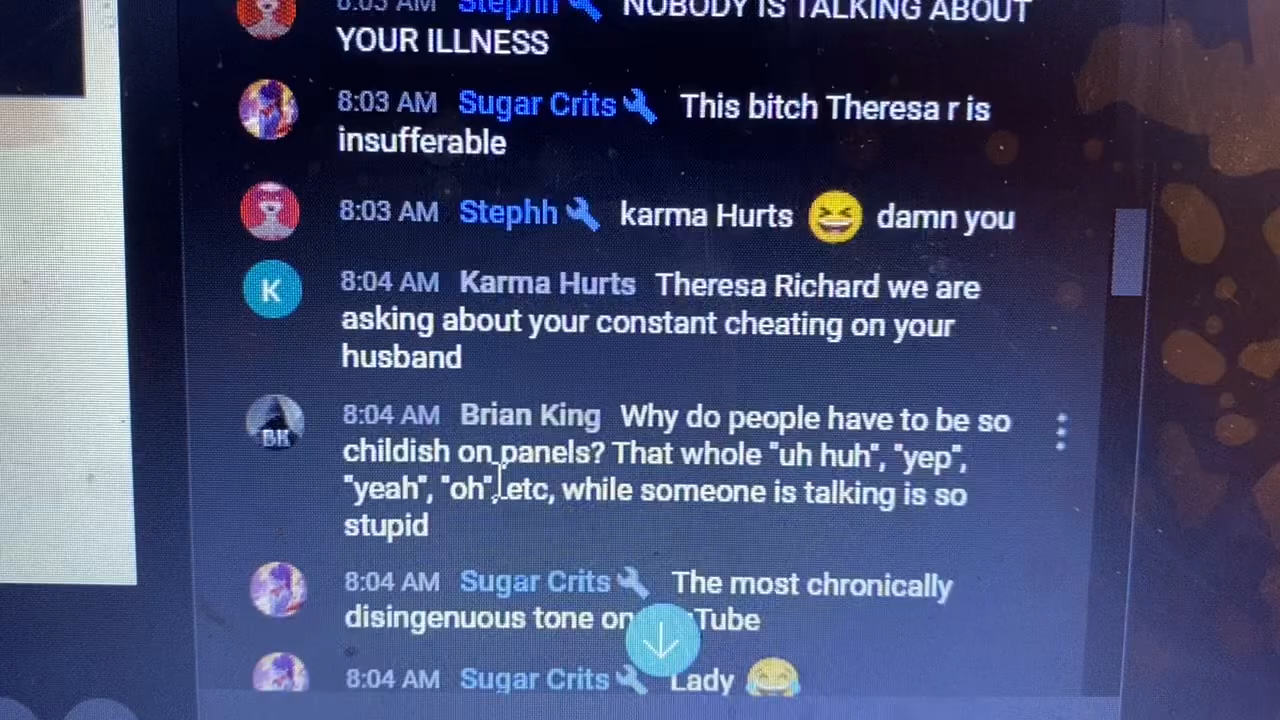 8:03 AM Stephh NOBODY IS TALKING ABOUT
YOUR ILLNESS
8:03 AM Sugar Crits This bitch Theresa r is
insufferable
8:03 AM Stephh karma Hurts 😆 damn you
K
8:04 AM Karma Hurts Theresa Richard we are
asking about your constant cheating on your
husband
BK
8:04 AM Brian King Why do people have to be so
childish on panels? That whole "uh huh", "yep",
"yeah", "oh", etc, while someone is talking is so
stupid
8:04 AM Sugar Crits The most chronically
disingenuous tone on Tube
8:04 AM Sugar Crits Lady 😂